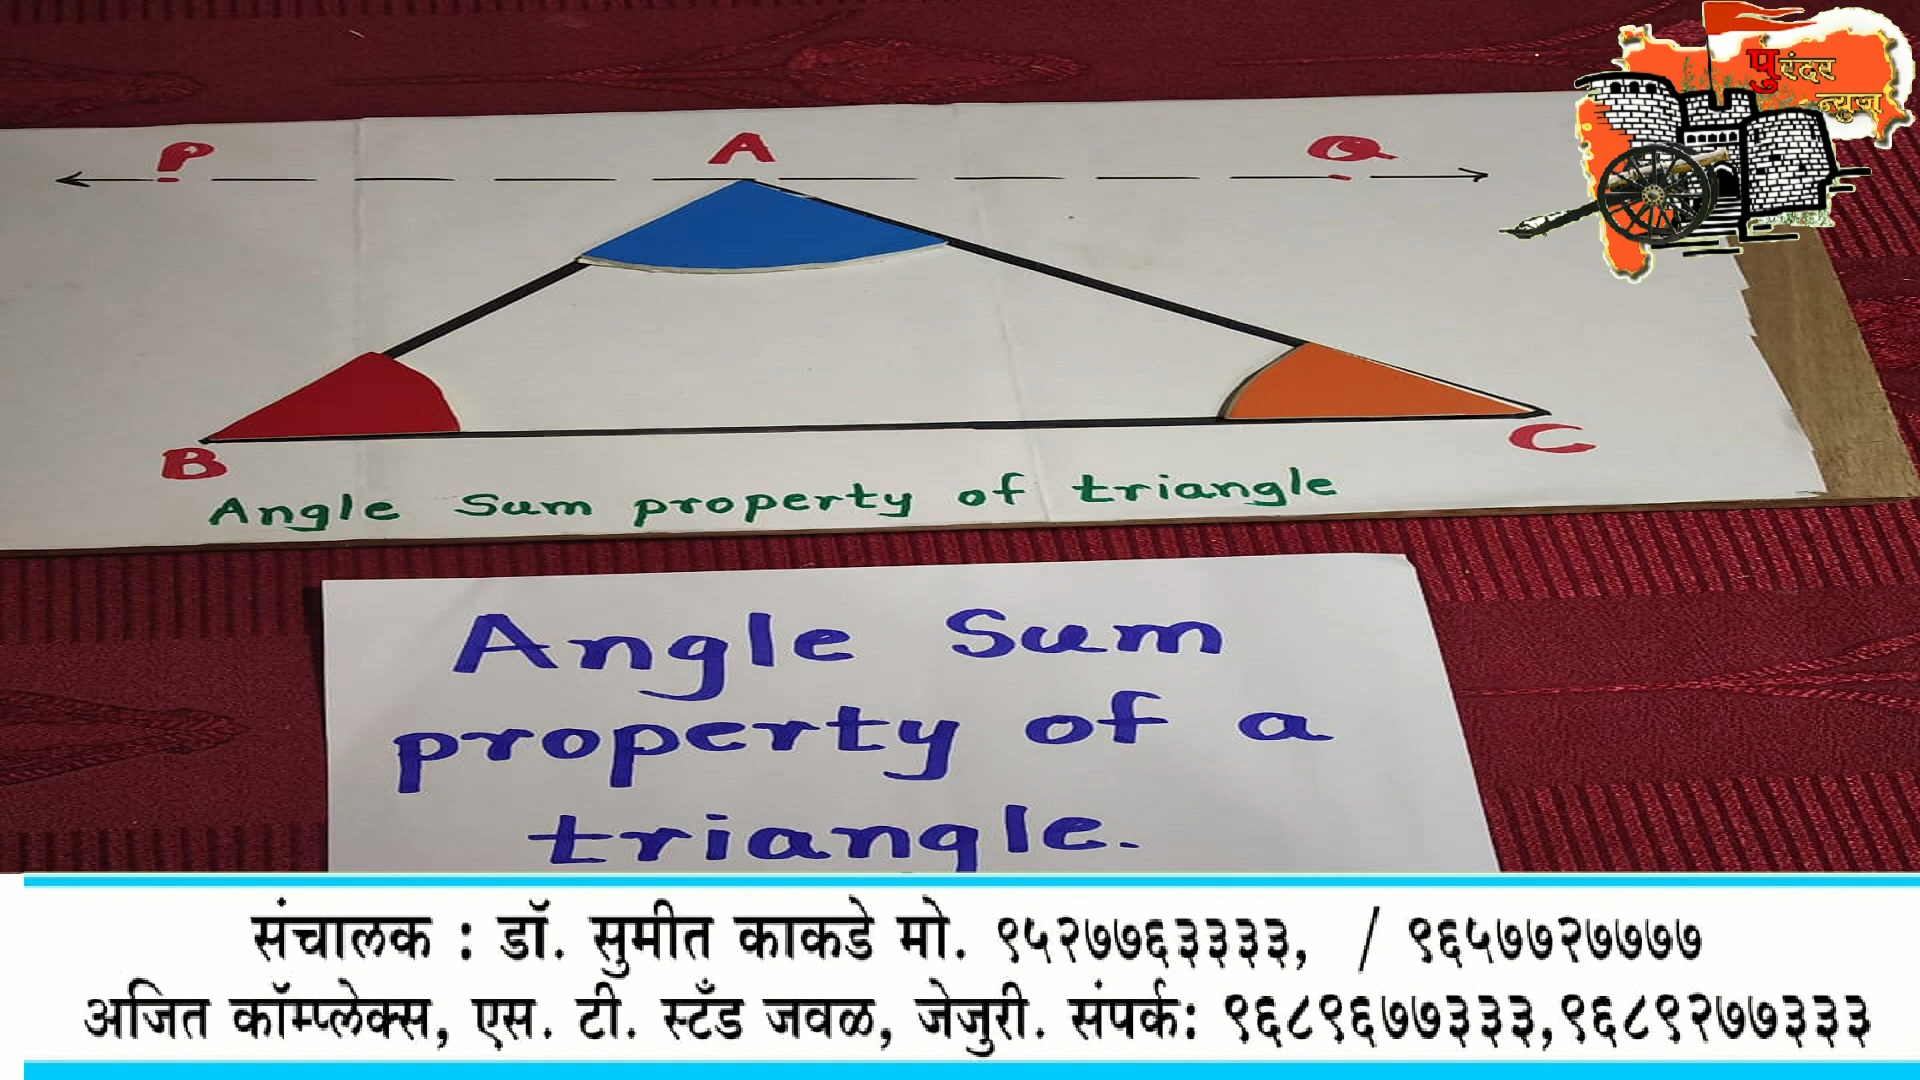 पुरंदर
न्युज
P A Q
B C
Angle Sum property of triangle
Angle Sum
property of a
triangle.
संचालक : डॉ. सुमीत काकडे मो. ९५२७७६३३३३, / ९६५७७२७७७७
अजित कॉम्प्लेक्स, एस. टी. स्टँड जवळ, जेजुरी. संपर्क: ९६८९६७७३३३,९६८९२७७३३३